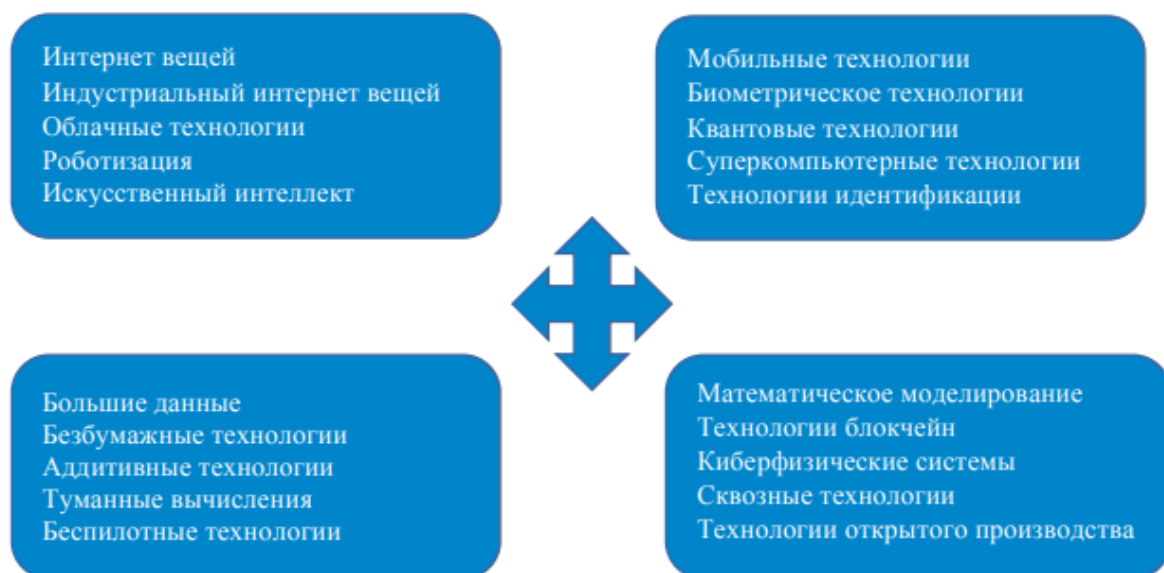 Интернет вещей
Индустриальный интернет вещей
Облачные технологии
Роботизация
Искусственный интеллект
Мобильные технологии
Биометрическое технологии
Квантовые технологии
Суперкомпьютерные технологии
Технологии идентификации
Большие данные
Безбумажные технологии
Аддитивные технологии
Туманные вычисления
Беспилотные технологии
Математическое моделирование
Технологии блокчейн
Киберфизические системы
Сквозные технологии
Технологии открытого производства